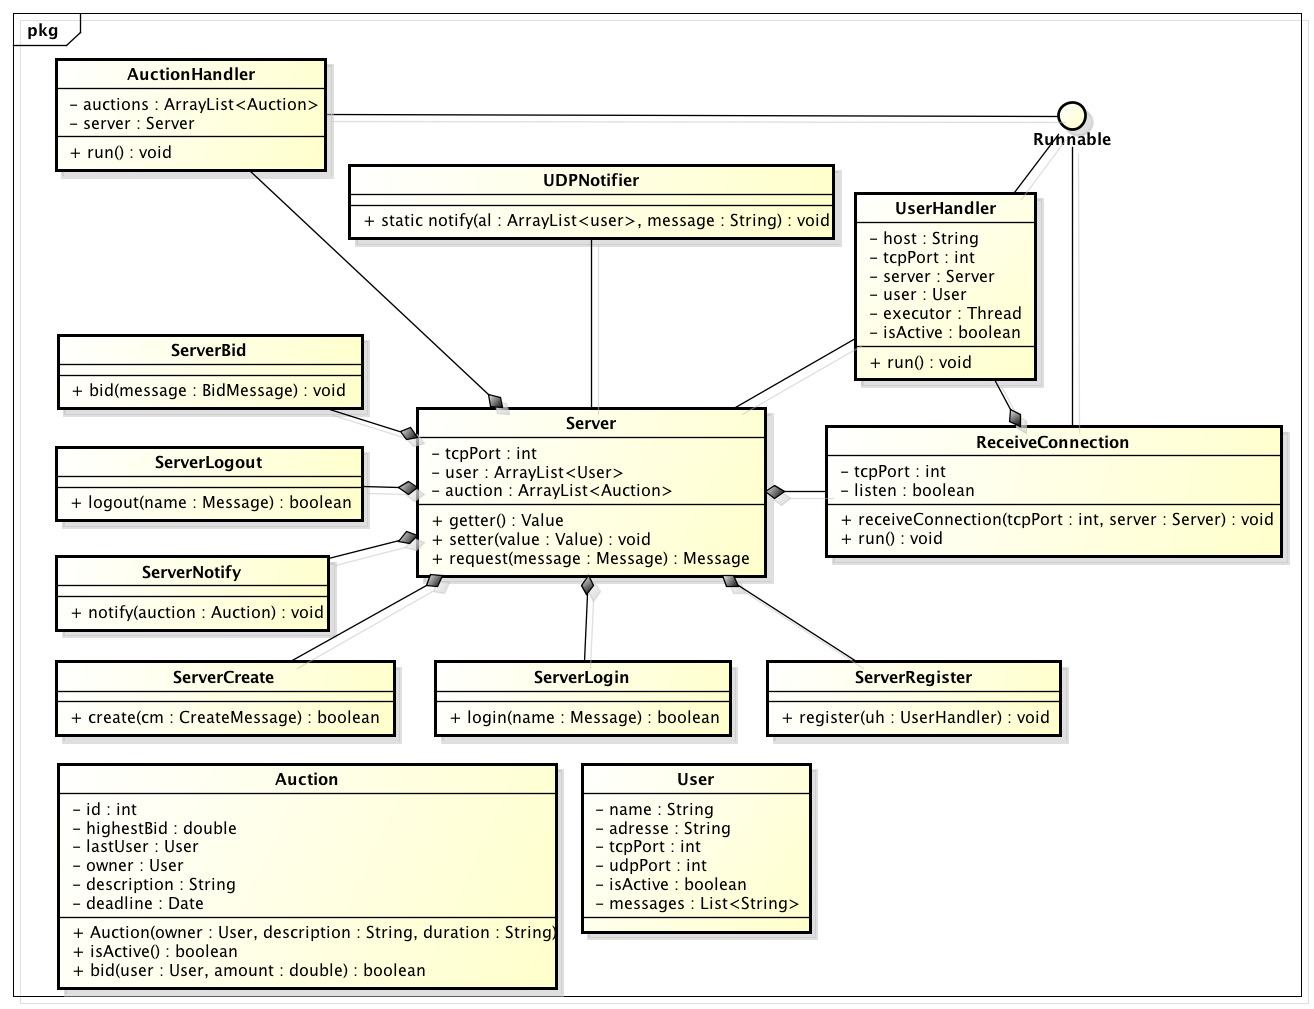 pkg
AuctionHandler
- auctions : ArrayList<Auction>
- server : Server
+ run() : void
Runnable
UDPNotifier
+ static notify(al : ArrayList<user>, message : String) : void
UserHandler
- host : String
- tcpPort : int
- server : Server
- user : User
- executor : Thread
- isActive : boolean
+ run() : void
ServerBid
+ bid(message : BidMessage) : void
Server
- tcpPort : int
- user : ArrayList<User>
- auction : ArrayList<Auction>
+ getter() : Value
+ setter(value : Value) : void
+ request(message : Message) : Message
ReceiveConnection
- tcpPort : int
- listen : boolean
+ receiveConnection(tcpPort : int, server : Server) : void
+ run() : void
ServerLogout
+ logout(name : Message) : boolean
ServerNotify
+ notify(auction : Auction) : void
ServerCreate
+ create(cm : CreateMessage) : boolean
ServerLogin
+ login(name : Message) : boolean
ServerRegister
+ register(uh : UserHandler) : void
Auction
- id : int
- highestBid : double
- lastUser : User
- owner : User
- description : String
- deadline : Date
+ Auction(owner : User, description : String, duration : String)
+ isActive() : boolean
+ bid(user : User, amount : double) : boolean
User
- name : String
- adresse : String
- tcpPort : int
- udpPort : int
- isActive : boolean
- messages : List<String>